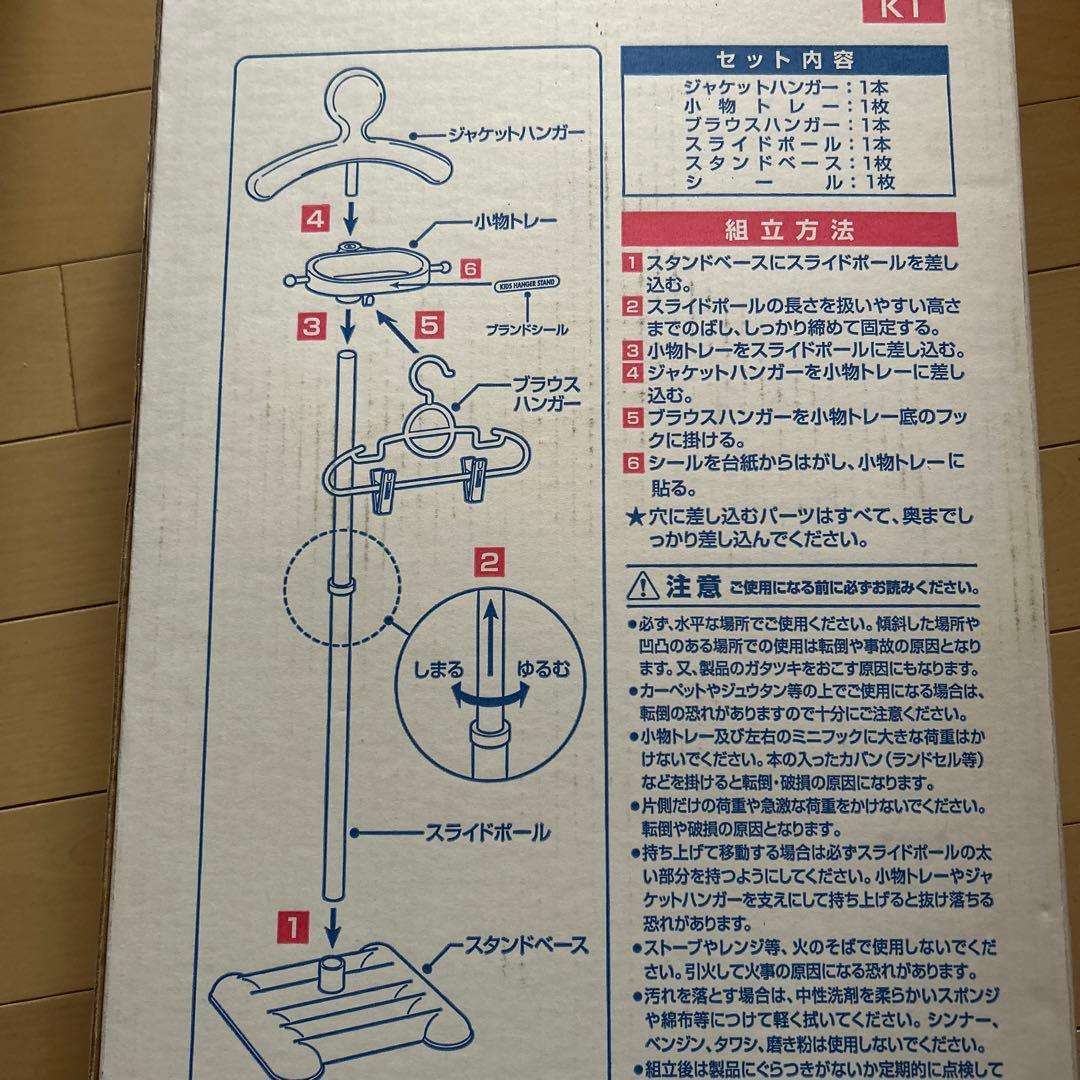 K1
ジャケットハンガー
4
小物トレー
6
KIDS HANGER STAND
ブランドシール
3
5
ブラウス
ハンガー
2
しまる
ゆるむ
スライドポール
1
スタンドベース
セット内容
ジャケットハンガー：1本
小物トレー：1枚
ブラウスハンガー：1本
スライドポール：1本
スタンドベース：1枚
シール：1枚
組立方法
1 スタンドベースにスライドポールを差し
込む。
2 スライドポールの長さを扱いやすい高さ
までのばし、しっかり締めて固定する。
3 小物トレーをスライドポールに差し込む。
4 ジャケットハンガーを小物トレーに差し
込む。
5 ブラウスハンガーを小物トレー底のフッ
クに掛ける。
6 シールを台紙からはがし、小物トレーに
貼る。
★穴に差し込むパーツはすべて、奥までし
っかり差し込んでください。
注意 ご使用になる前に必ずお読みください。
●必ず、水平な場所でご使用ください。傾斜した場所や
凹凸のある場所での使用は転倒や事故の原因となり
ます。又、製品のガタツキをおこす原因にもなります。
●カーペットやジュウタン等の上でご使用になる場合は、
転倒の恐れがありますので十分にご注意ください。
●小物トレー及び左右のミニフックに大きな荷重はか
けないでください。本の入ったカバン（ランドセル等）
などを掛けると転倒・破損の原因になります。
●片側だけの荷重や急激な荷重をかけないでください。
転倒や破損の原因となります。
●持ち上げて移動する場合は必ずスライドポールの太
い部分を持つようにしてください。小物トレーやジャ
ケットハンガーを支えにして持ち上げると抜け落ちる
恐れがあります。
●ストーブやレンジ等、火のそばで使用しないでくだ
さい。引火して火事の原因になる恐れがあります。
●汚れを落とす場合は、中性洗剤を柔らかいスポンジ
や綿布等につけて軽く拭いてください。シンナー、
ベンジン、タワシ、磨き粉は使用しないでください。
●組立後は製品にぐらつきがないか定期的に点検して